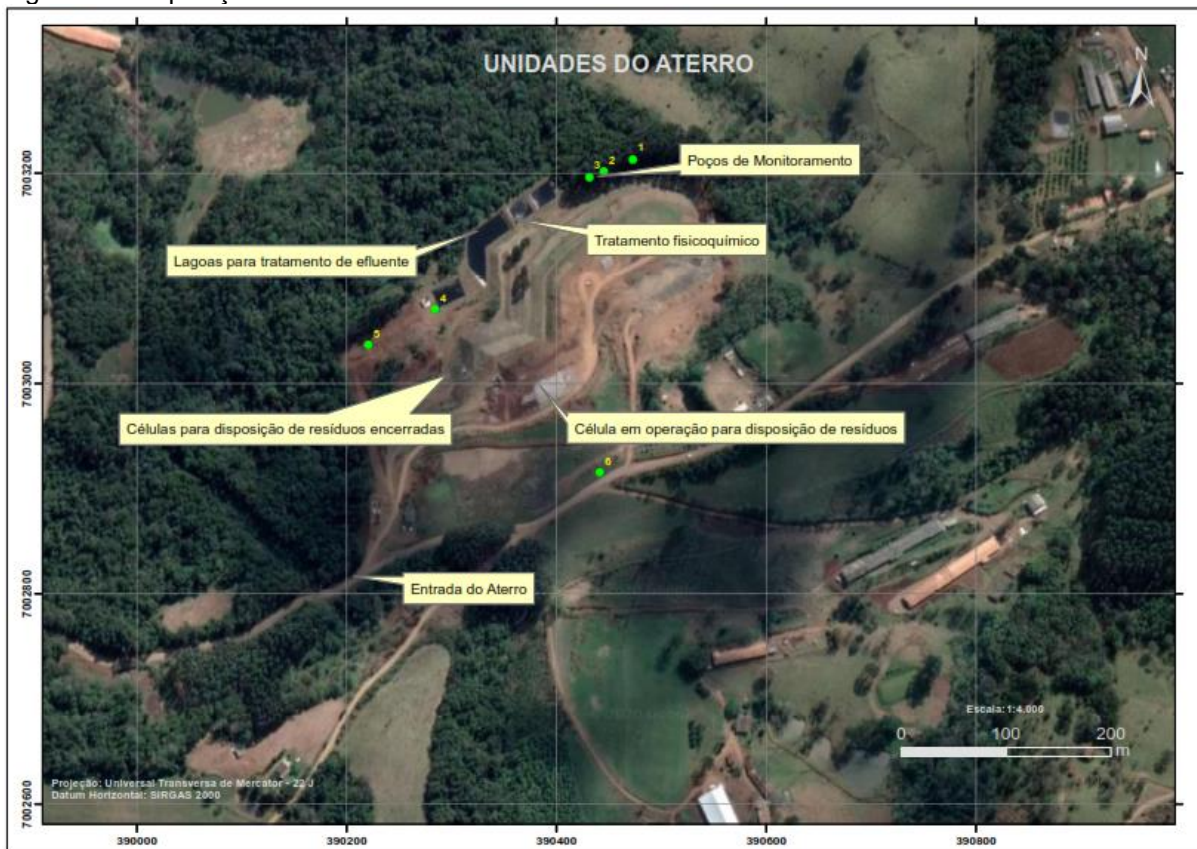 UNIDADES DO ATERRO
N
1
2
3
Poços de Monitoramento
Tratamento fisicoquímico
Lagoas para tratamento de efluente
4
5
Células para disposição de resíduos encerradas
Célula em operação para disposição de resíduos
6
Entrada do Aterro
Escala: 1:4.000
0 100 200
m
Projeção: Universal Transversa de Mercator - 22 J
Datum Horizontal: SIRGAS 2000
7003200
7003000
7002800
7002600
390000 390200 390400 390600 390800